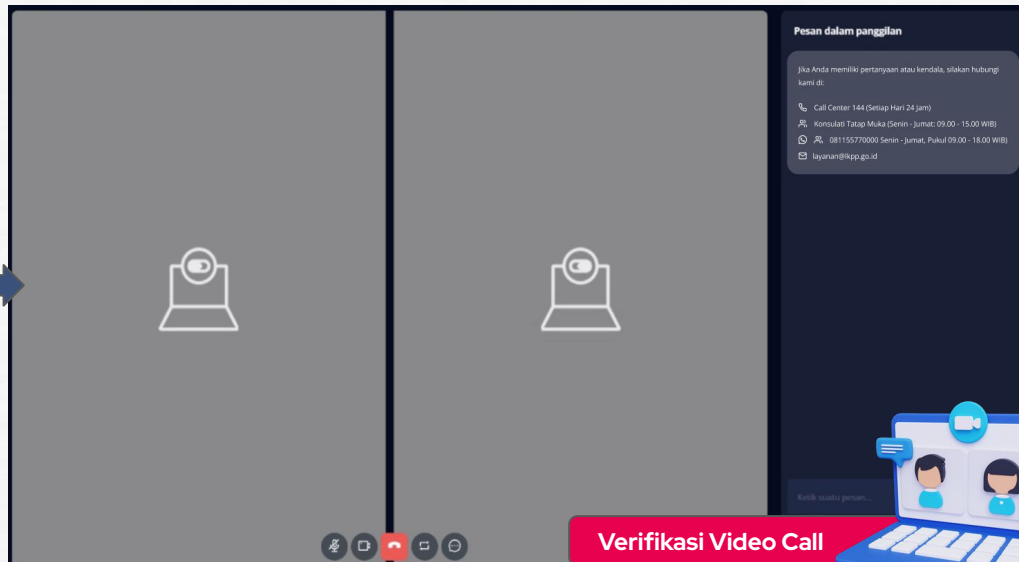 Pesan dalam panggilan
Jika Anda memiliki pertanyaan atau kendala, silakan hubungi
kami di:
Call Center 144 (Setiap Hari 24 Jam)
Konsulati Tatap Muka (Senin - Jumat: 09.00 - 15.00 WIB)
081155770000 Senin - Jumat, Pukul 09.00 - 18.00 WIB)
layanan@lkpp.go.id
Ketik suatu pesan...
Verifikasi Video Call